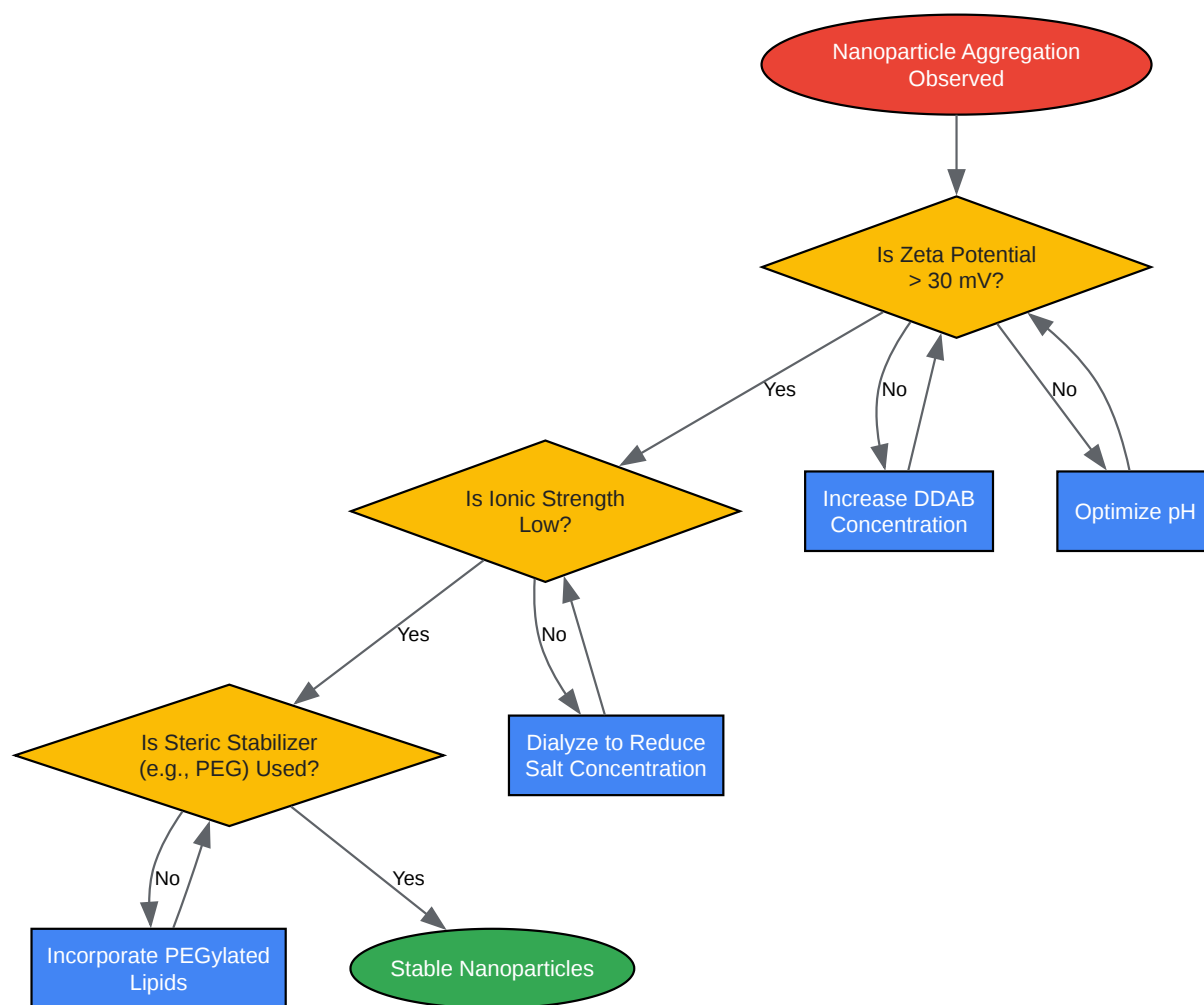 Nanoparticle Aggregation
Observed
Is Zeta Potential
> 30 mV?
Yes
No
No
Is Ionic Strength
Low?
Increase DDAB
Concentration
Optimize pH
Yes
No
Is Steric Stabilizer
(e.g., PEG) Used?
Dialyze to Reduce
Salt Concentration
No
Yes
Incorporate PEGylated
Lipids
Stable Nanoparticles